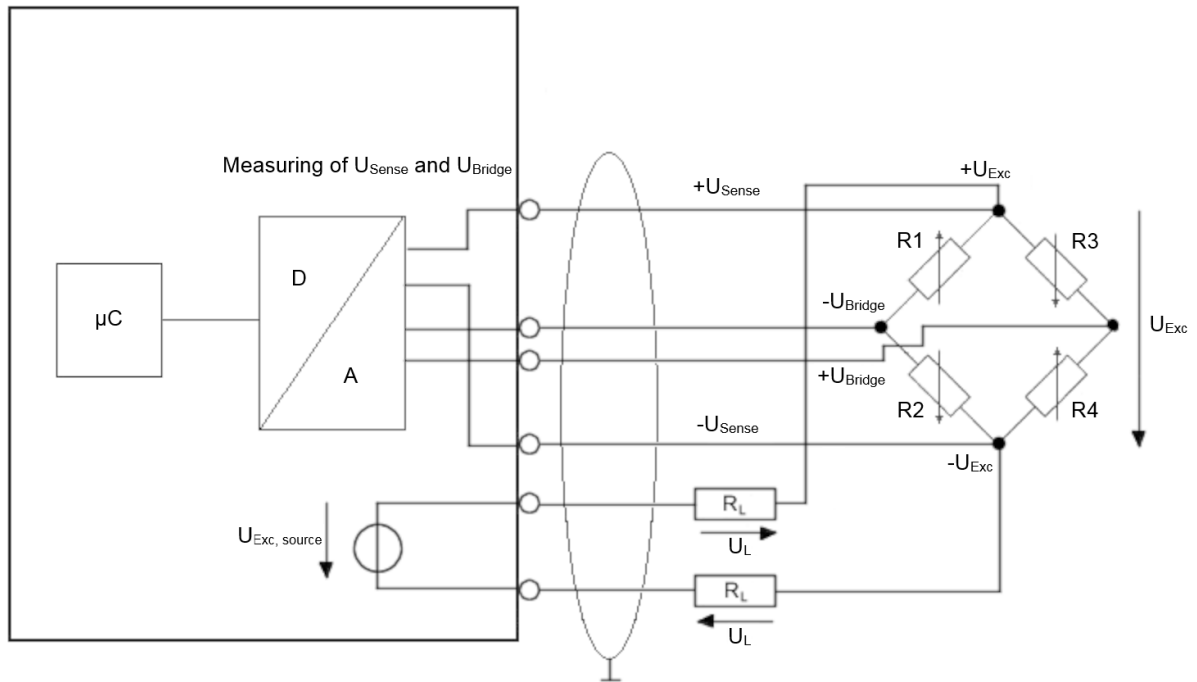 Measuring of USense and UBridge
+USense
+UExc
R1
R3
D
µC
-UBridge
UExc
A
+UBridge
R2
R4
-USense
-UExc
RL
UExc, source
UL
RL
UL